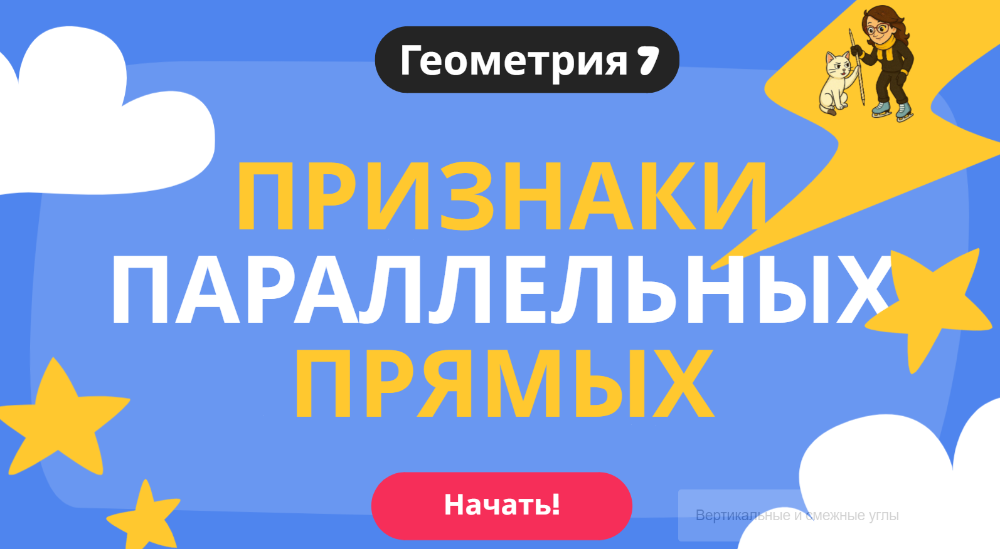 Геометрия 7
ПРИЗНАКИ
ПАРАЛЛЕЛЬНЫХ
ПРЯМЫХ
Начать!
Вертикальные и смежные углы